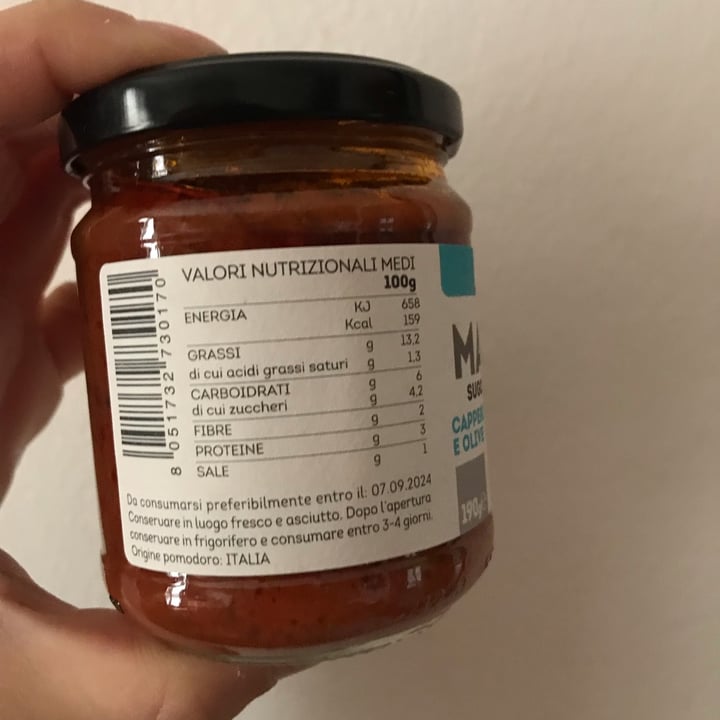 VALORI NUTRIZIONALI MEDI
100g
ENERGIA KJ 658
Kcal 159
GRASSI g 13,2
di cui acidi grassi saturi g 1,3
CARBOIDRATI g 6
di cui zuccheri g 4,2
FIBRE g 2
PROTEINE g 3
SALE g 1
Da consumarsi preferibilmente entro il: 07.09.2024
Conservare in luogo fresco e asciutto. Dopo l'apertura
conservare in frigorifero e consumare entro 3-4 giorni.
Origine pomodoro: ITALIA
8 051732 730170
MA
SUG
CAPPE
E OLIVE
190g